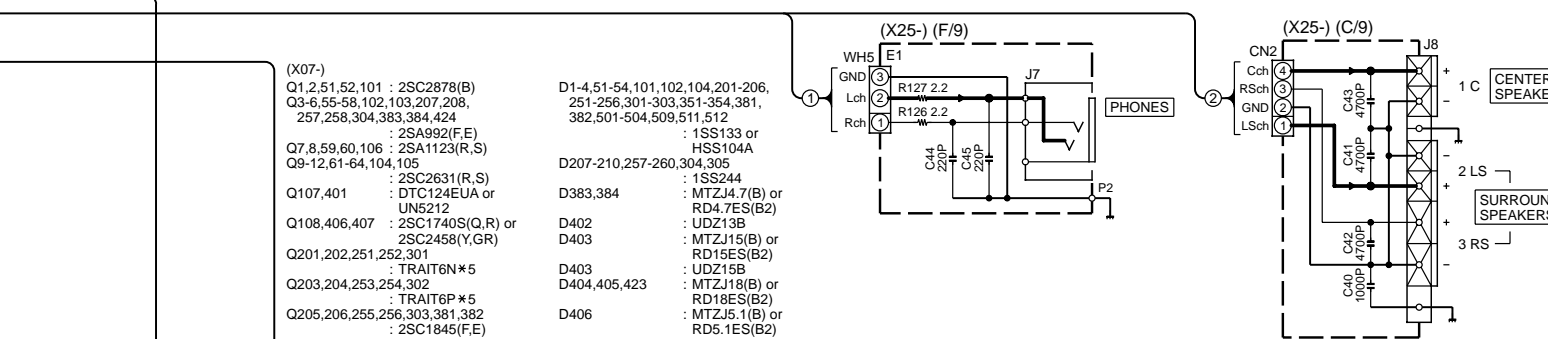 (X07-)
Q1,2,51,52,101 : 2SC2878(B)
Q3-6,55-58,102,103,207,208,
257,258,304,383,384,424
: 2SA992(F,E)
Q7,8,59,60,106 : 2SA1123(R,S)
Q9-12,61-64,104,105
: 2SC2631(R,S)
Q107,401 : DTC124EUA or
UN5212
Q108,406,407 : 2SC1740S(Q,R) or
2SC2458(Y,GR)
Q201,202,251,252,301
: TRAIT6N*5
Q203,204,253,254,302
: TRAIT6P*5
Q205,206,255,256,303,381,382
: 2SC1845(F,E)
D1-4,51-54,101,102,104,201-206,
251-256,301-303,351-354,381,
382,501-504,509,511,512
: 1SS133 or
HSS104A
D207-210,257-260,304,305
: 1SS244
D383,384 : MTZJ4.7(B) or
RD4.7ES(B2)
D402 : UDZ13B
D403 : MTZJ15(B) or
RD15ES(B2)
D403 : UDZ15B
D404,405,423 : MTZJ18(B) or
RD18ES(B2)
D406 : MTZJ5.1(B) or
RD5.1ES(B2)
(X25-) (F/9)
WH5 E1
GND 3
1 Lch 2 R127 2.2
Rch 1 R126 2.2
J7
PHONES
C44
220P
C45
220P
P2
(X25-) (C/9)
CN2
J8
Cch 4
RSch 3
2 GND 2
LSch 1
C43
4700P
C41
4700P
C42
4700P
C40
1000P
+
1 C
−
CENTER
SPEAKE
−
2 LS
+
SURROUN
SPEAKERS
+
3 RS
−